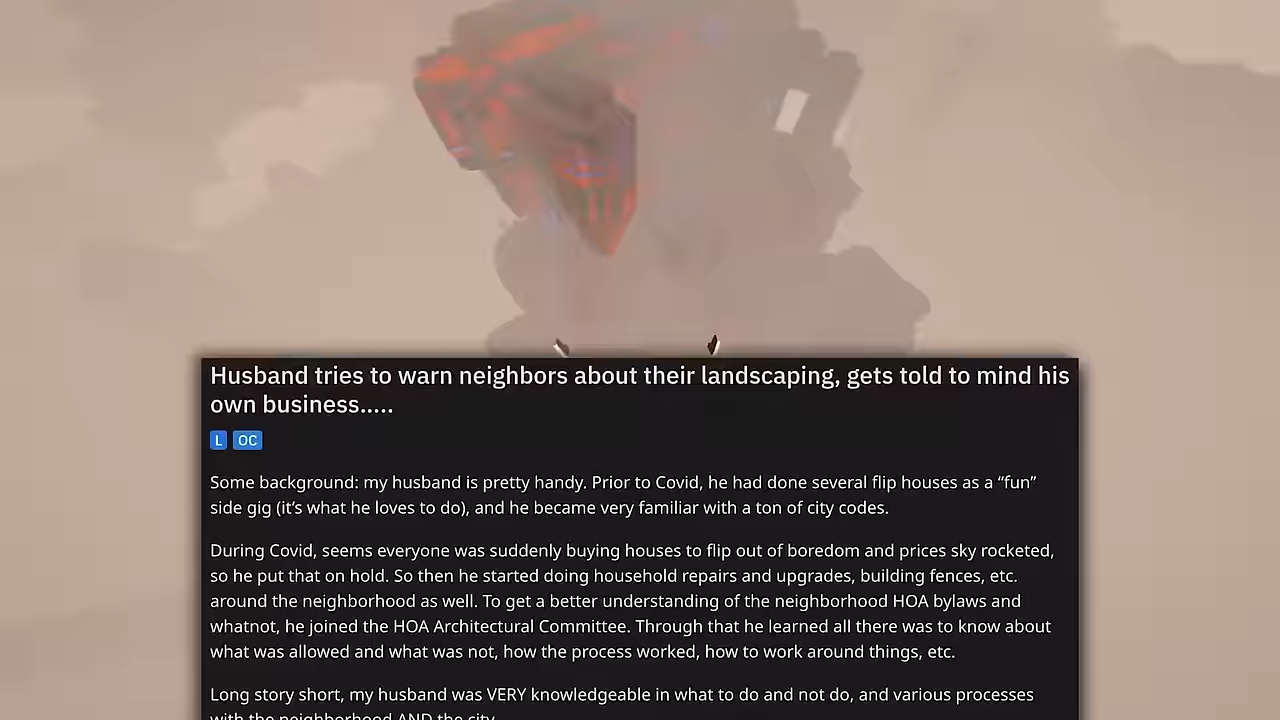 Husband tries to warn neighbors about their landscaping, gets told to mind his
own business.....
L OC
Some background: my husband is pretty handy. Prior to Covid, he had done several flip houses as a “fun”
side gig (it’s what he loves to do), and he became very familiar with a ton of city codes.
During Covid, seems everyone was suddenly buying houses to flip out of boredom and prices sky rocketed,
so he put that on hold. So then he started doing household repairs and upgrades, building fences, etc.
around the neighborhood as well. To get a better understanding of the neighborhood HOA bylaws and
whatnot, he joined the HOA Architectural Committee. Through that he learned all there was to know about
what was allowed and what was not, how the process worked, how to work around things, etc.
Long story short, my husband was VERY knowledgeable in what to do and not do, and various processes
with the neighborhood AND the city.